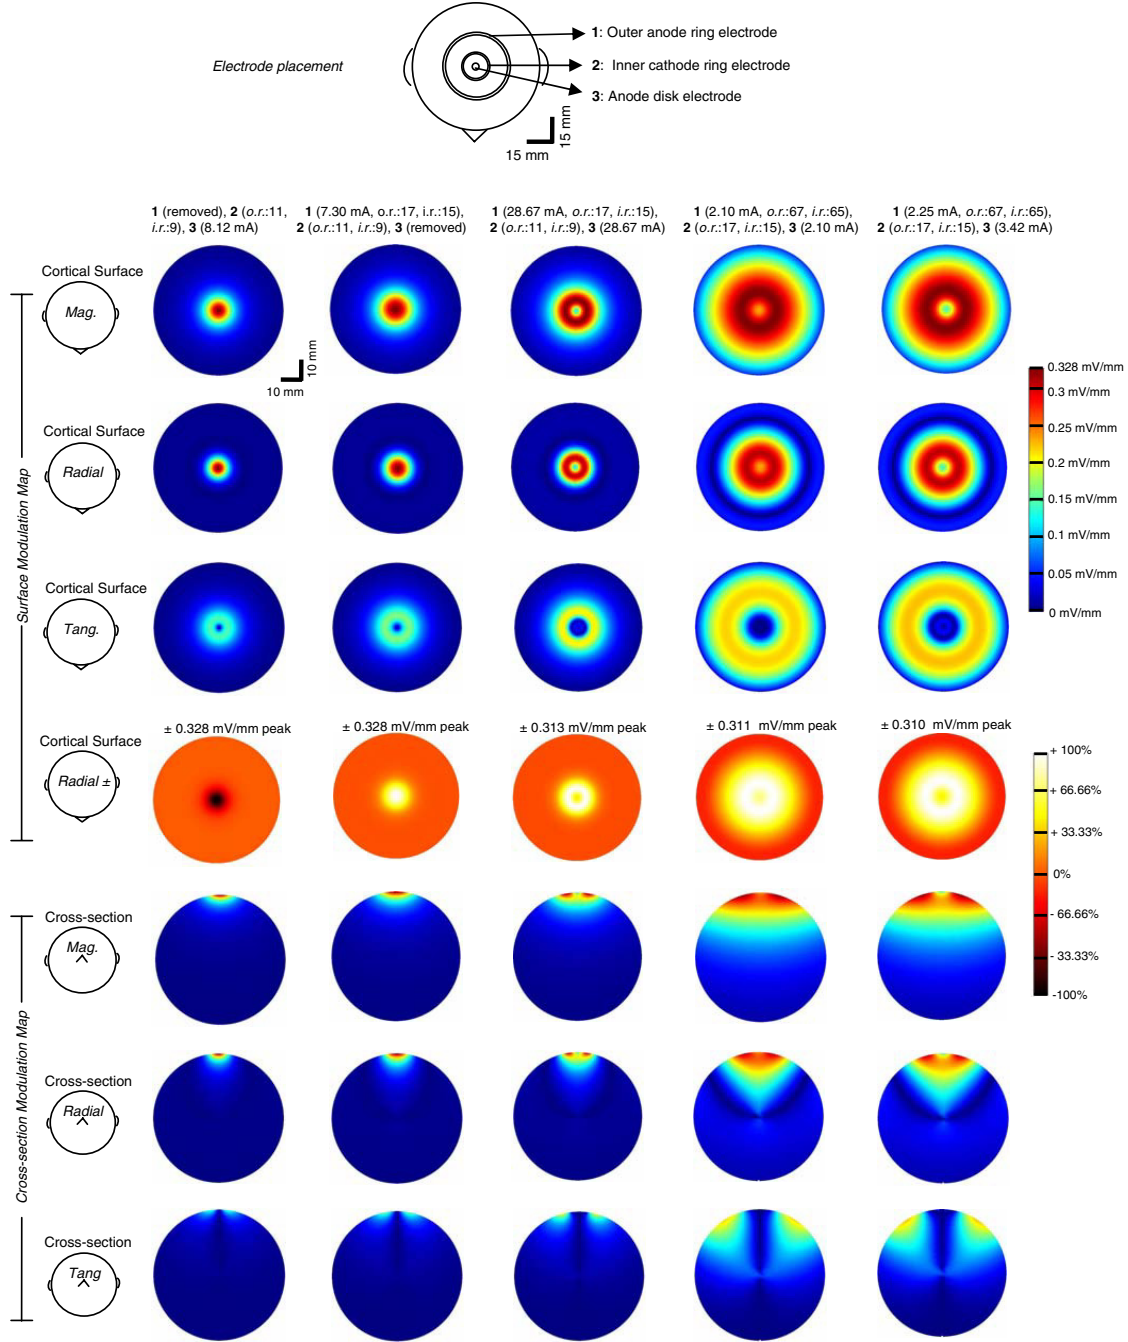 Electrode placement
1: Outer anode ring electrode
2: Inner cathode ring electrode
3: Anode disk electrode
15 mm
15 mm
1 (removed), 2 (o.r.:11,
i.r.:9), 3 (8.12 mA)
1 (7.30 mA, o.r.:17, i.r.:15),
2 (o.r.:11, i.r.:9), 3 (removed)
1 (28.67 mA, o.r.:17, i.r.:15),
2 (o.r.:11, i.r.:9), 3 (28.67 mA)
1 (2.10 mA, o.r.:67, i.r.:65),
2 (o.r.:17, i.r.:15), 3 (2.10 mA)
1 (2.25 mA, o.r.:67, i.r.:65),
2 (o.r.:17, i.r.:15), 3 (3.42 mA)
Surface Modulation Map
Cortical Surface
Mag.
10 mm
10 mm
Cortical Surface
Radial
Cortical Surface
Tang.
0.328 mV/mm
0.3 mV/mm
0.25 mV/mm
0.2 mV/mm
0.15 mV/mm
0.1 mV/mm
0.05 mV/mm
0 mV/mm
Cortical Surface
Radial ±
± 0.328 mV/mm peak
± 0.328 mV/mm peak
± 0.313 mV/mm peak
± 0.311 mV/mm peak
± 0.310 mV/mm peak
+ 100%
+ 66.66%
+ 33.33%
0%
- 66.66%
- 33.33%
-100%
Cross-section Modulation Map
Cross-section
Mag.
Cross-section
Radial
Cross-section
Tang